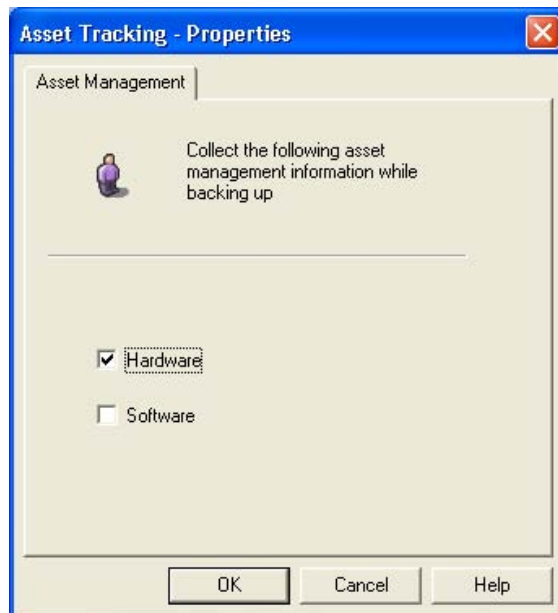 Asset Tracking - Properties
Asset Management
Collect the following asset
management information while
backing up
Hardware
Software
OK Cancel Help